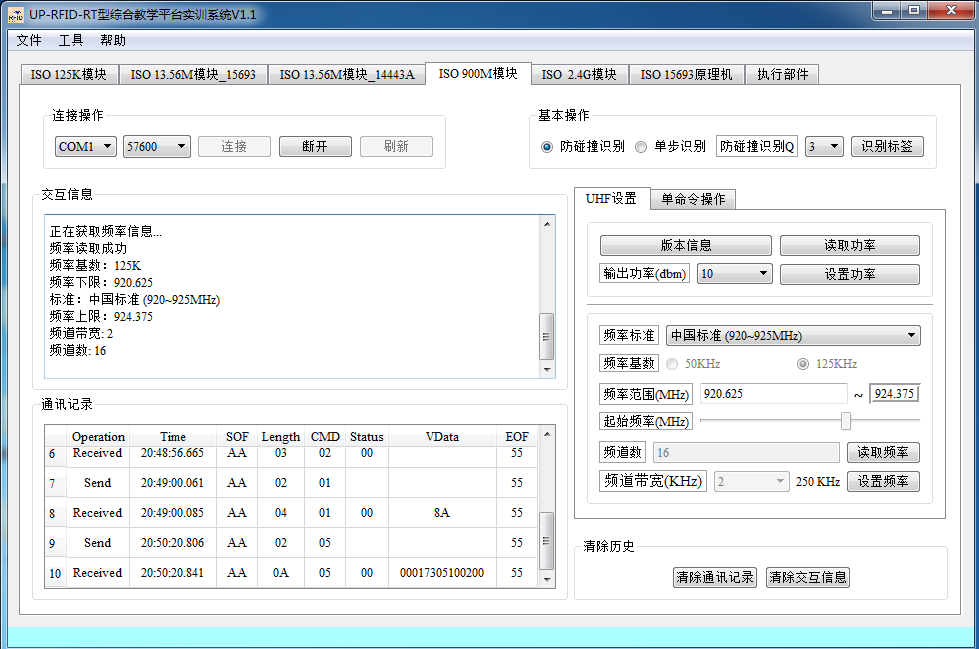 UP-RFID-RT型综合教学平台实训系统V1.1
文件 工具 帮助
ISO 125K模块 ISO 13.56M模块_15693 ISO 13.56M模块_14443A ISO 900M模块 ISO 2.4G模块 ISO 15693原理机 执行部件
连接操作
COM1 57600 连接 断开 刷新
基本操作
防碰撞识别 单步识别 防碰撞识别Q 3 识别标签
交互信息
正在获取频率信息...
频率读取成功
频率基数：125K
频率下限：920.625
标准：中国标准 (920~925MHz)
频率上限：924.375
频道带宽: 2
频道数: 16
UHF设置 单命令操作
版本信息 读取功率
输出功率(dbm) 10 设置功率
频率标准 中国标准 (920~925MHz)
频率基数 50KHz 125KHz
频率范围(MHz) 920.625 ~ 924.375
起始频率(MHz)
频道数 16 读取频率
频道带宽(KHz) 2 250 KHz 设置频率
通讯记录
Operation Time SOF Length CMD Status VData EOF
6 Received 20:48:56.665 AA 03 02 00 55
7 Send 20:49:00.061 AA 02 01 55
8 Received 20:49:00.085 AA 04 01 00 8A 55
9 Send 20:50:20.806 AA 02 05 55
10 Received 20:50:20.841 AA 0A 05 00 00017305100200 55
清除历史
清除通讯记录 清除交互信息